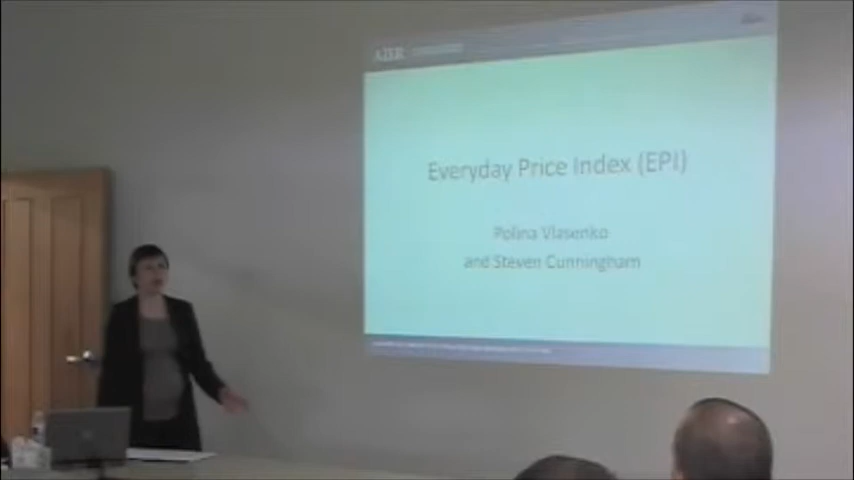 AIER
Everyday Price Index (EPI)
Polina Vlasenko
and Steven Cunningham